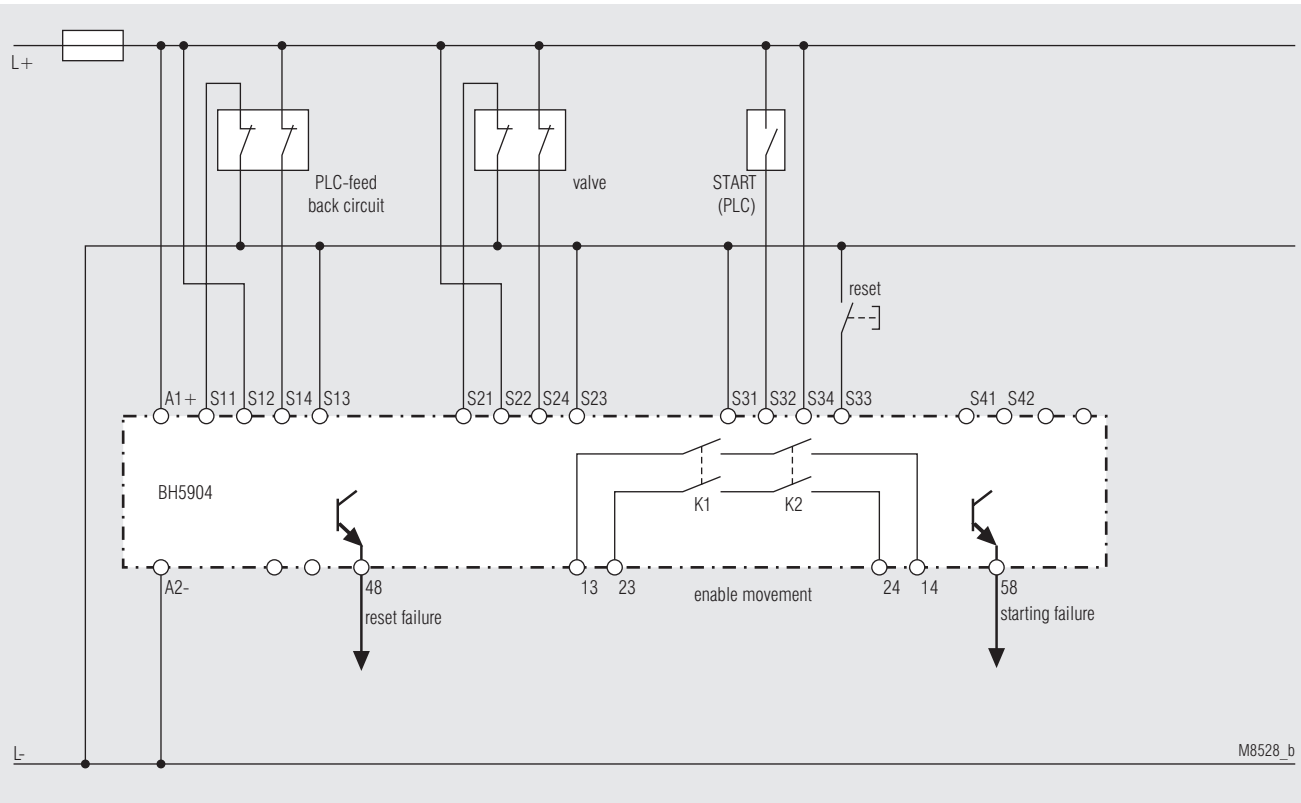 L+
PLC-feed
back circuit
valve
START
(PLC)
reset
A1+ S11 S12 S14 S13 S21 S22 S24 S23 S31 S32 S34 S33 S41 S42
BH5904
K1 K2
A2- 48 13 23 enable movement 24 14 58
reset failure
starting failure
L-
M8528_b